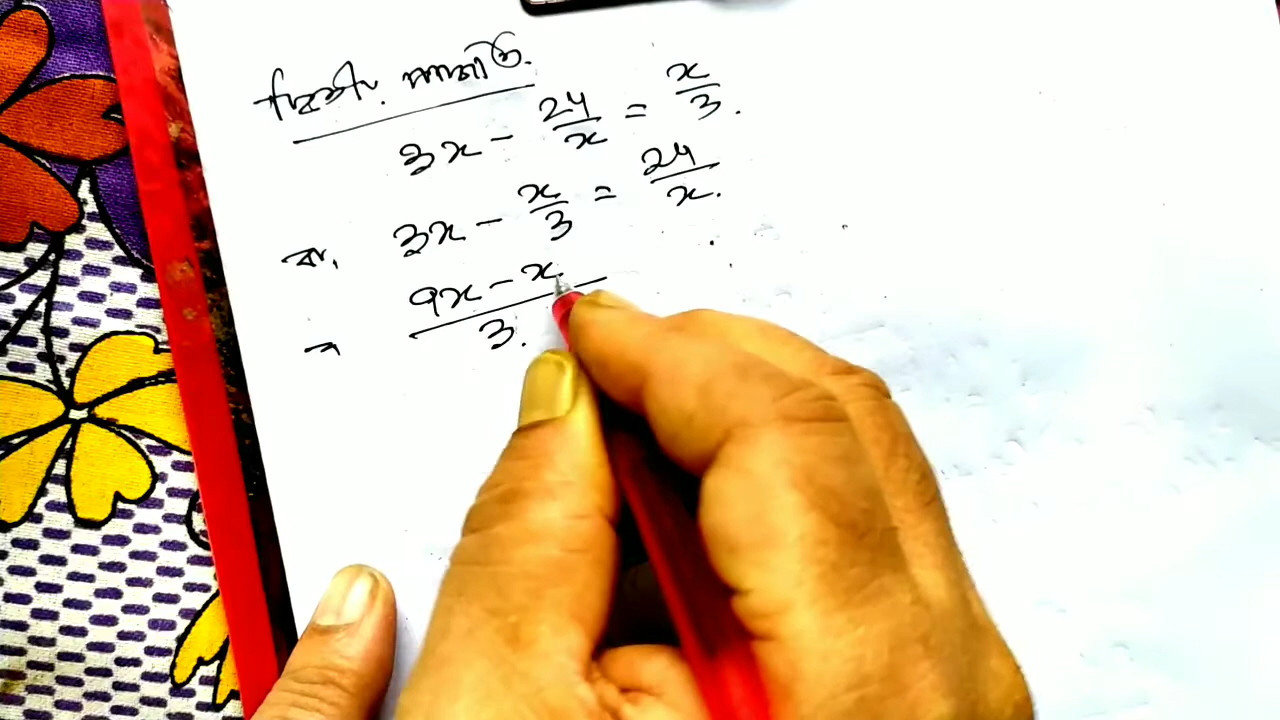 দ্বিঘাত সমীকরণ.
3x - 24/x = x/3.
বা, 3x - x/3 = 24/x.
⇒ 9x - x/3.